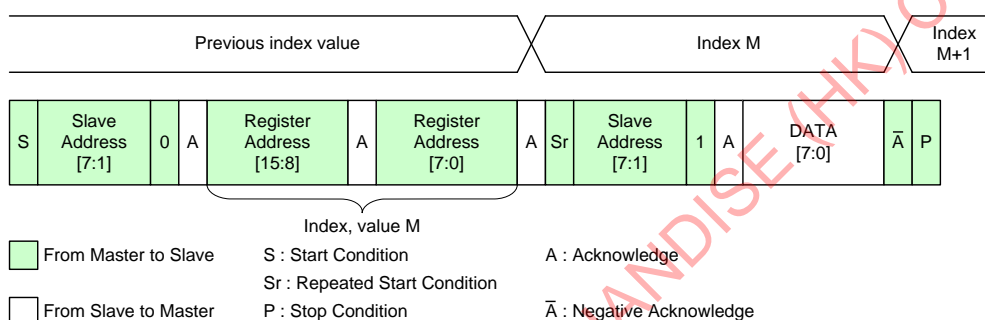 Previous index value
Index M
Index
M+1
S
Slave
Address
[7:1]
0
A
Register
Address
[15:8]
A
Register
Address
[7:0]
A
Sr
Slave
Address
[7:1]
1
A
DATA
[7:0]
A̅
P
Index, value M
From Master to Slave
S : Start Condition
A : Acknowledge
Sr : Repeated Start Condition
From Slave to Master
P : Stop Condition
A̅ : Negative Acknowledge
ANDISE (HK) O